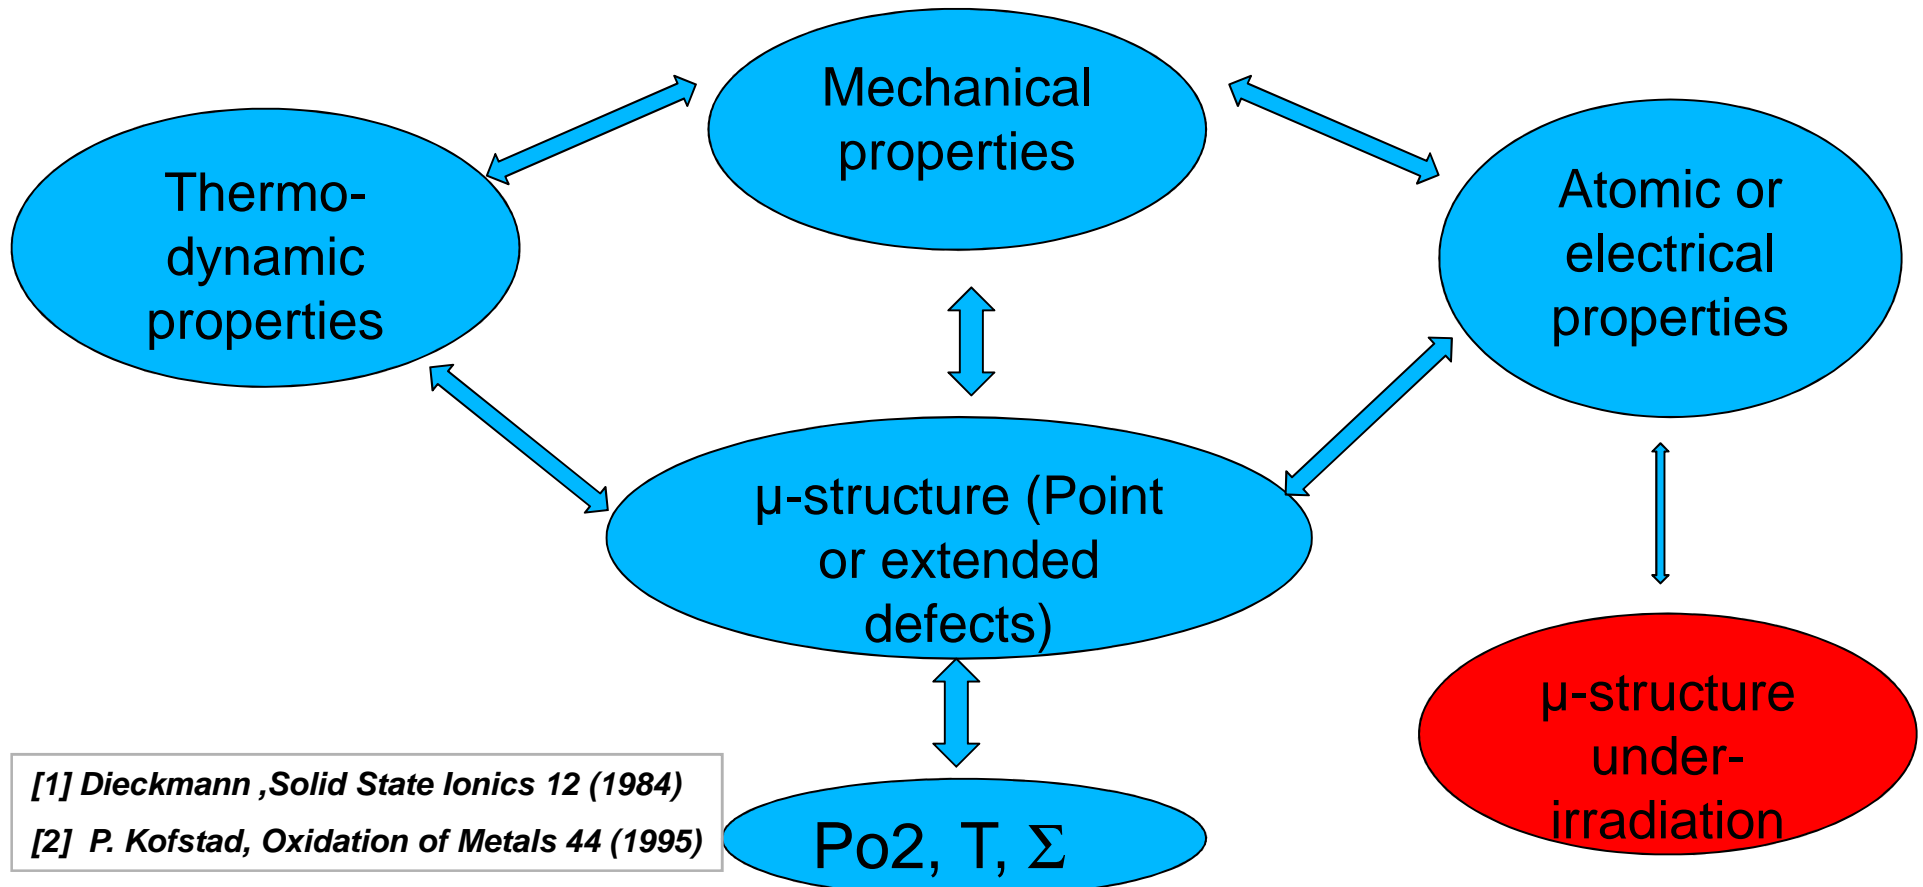 Mechanical
properties
Thermo-
dynamic
properties
Atomic or
electrical
properties
µ-structure (Point
or extended
defects)
µ-structure
under-
irradiation
[1] Dieckmann ,Solid State Ionics 12 (1984)
[2] P. Kofstad, Oxidation of Metals 44 (1995)
Po2, T, Σ